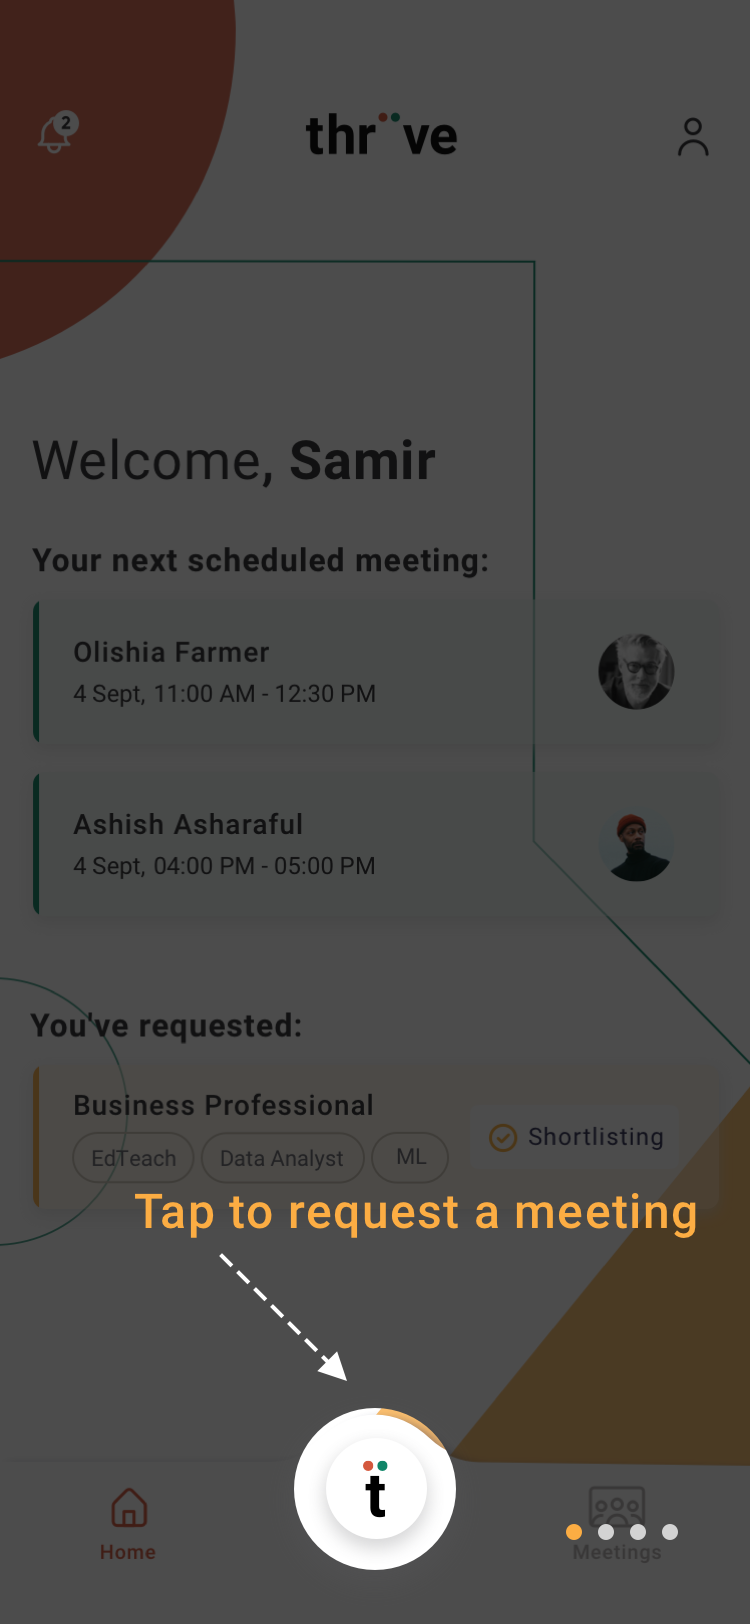 2
thr¨ve
Welcome, Samir
Your next scheduled meeting:
Olishia Farmer
4 Sept, 11:00 AM - 12:30 PM
Ashish Asharaful
4 Sept, 04:00 PM - 05:00 PM
You've requested:
Business Professional
EdTeach Data Analyst ML
Shortlisting
Tap to request a meeting
ẗ
Home
Meetings